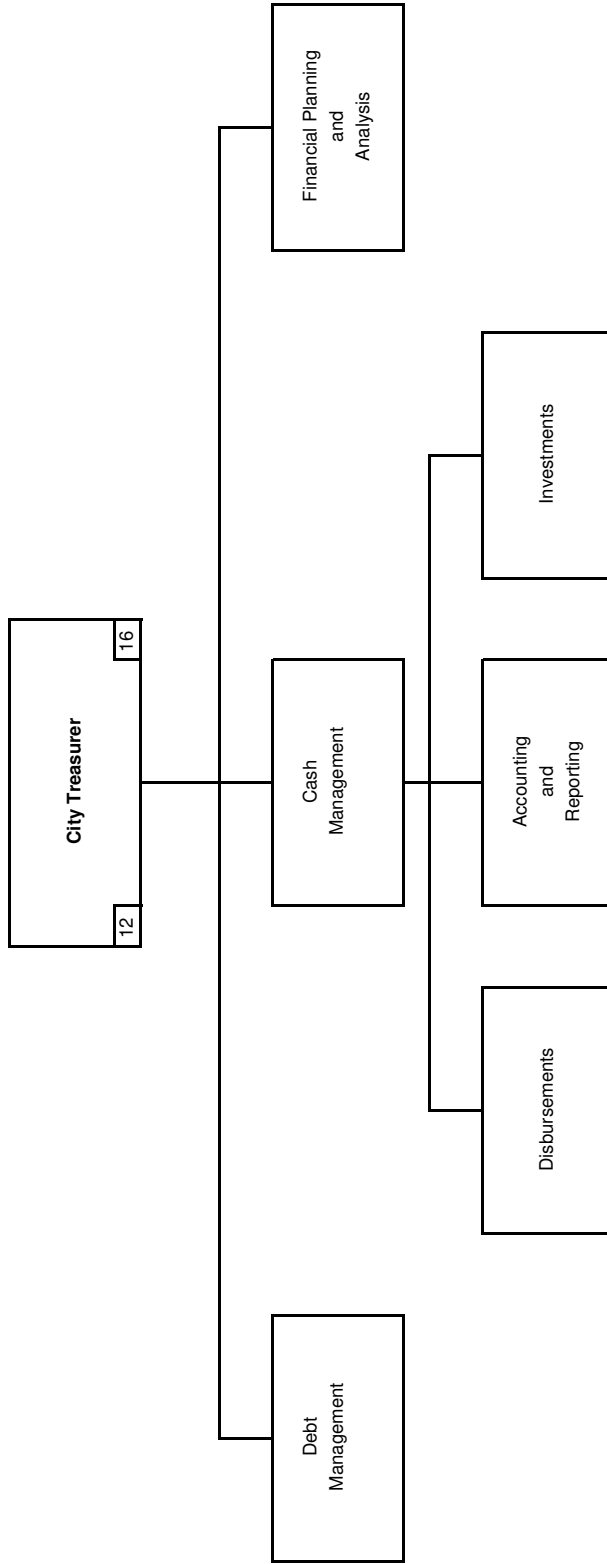 City Treasurer
12
16
Debt
Management
Cash
Management
Financial Planning
and
Analysis
Disbursements
Accounting
and
Reporting
Investments